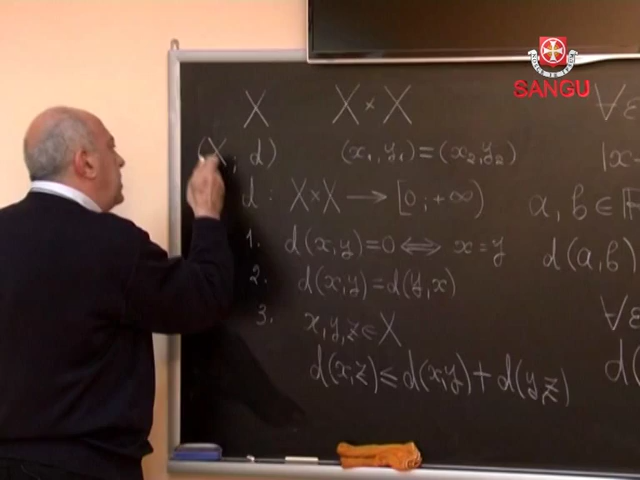 SANGU
X X × X
(X; d) (x₁, y₁) = (x₂, y₂)
d : X × X → [0; +∞)
1. d(x,y) = 0 ⇔ x = y
2. d(x,y) = d(y,x)
3. x, y, z ∈ X
d(x,z) ≤ d(x,y) + d(y,z)
∀ε
|x-
a, b ∈ ℝ
d(a,b)
∀ε
d(